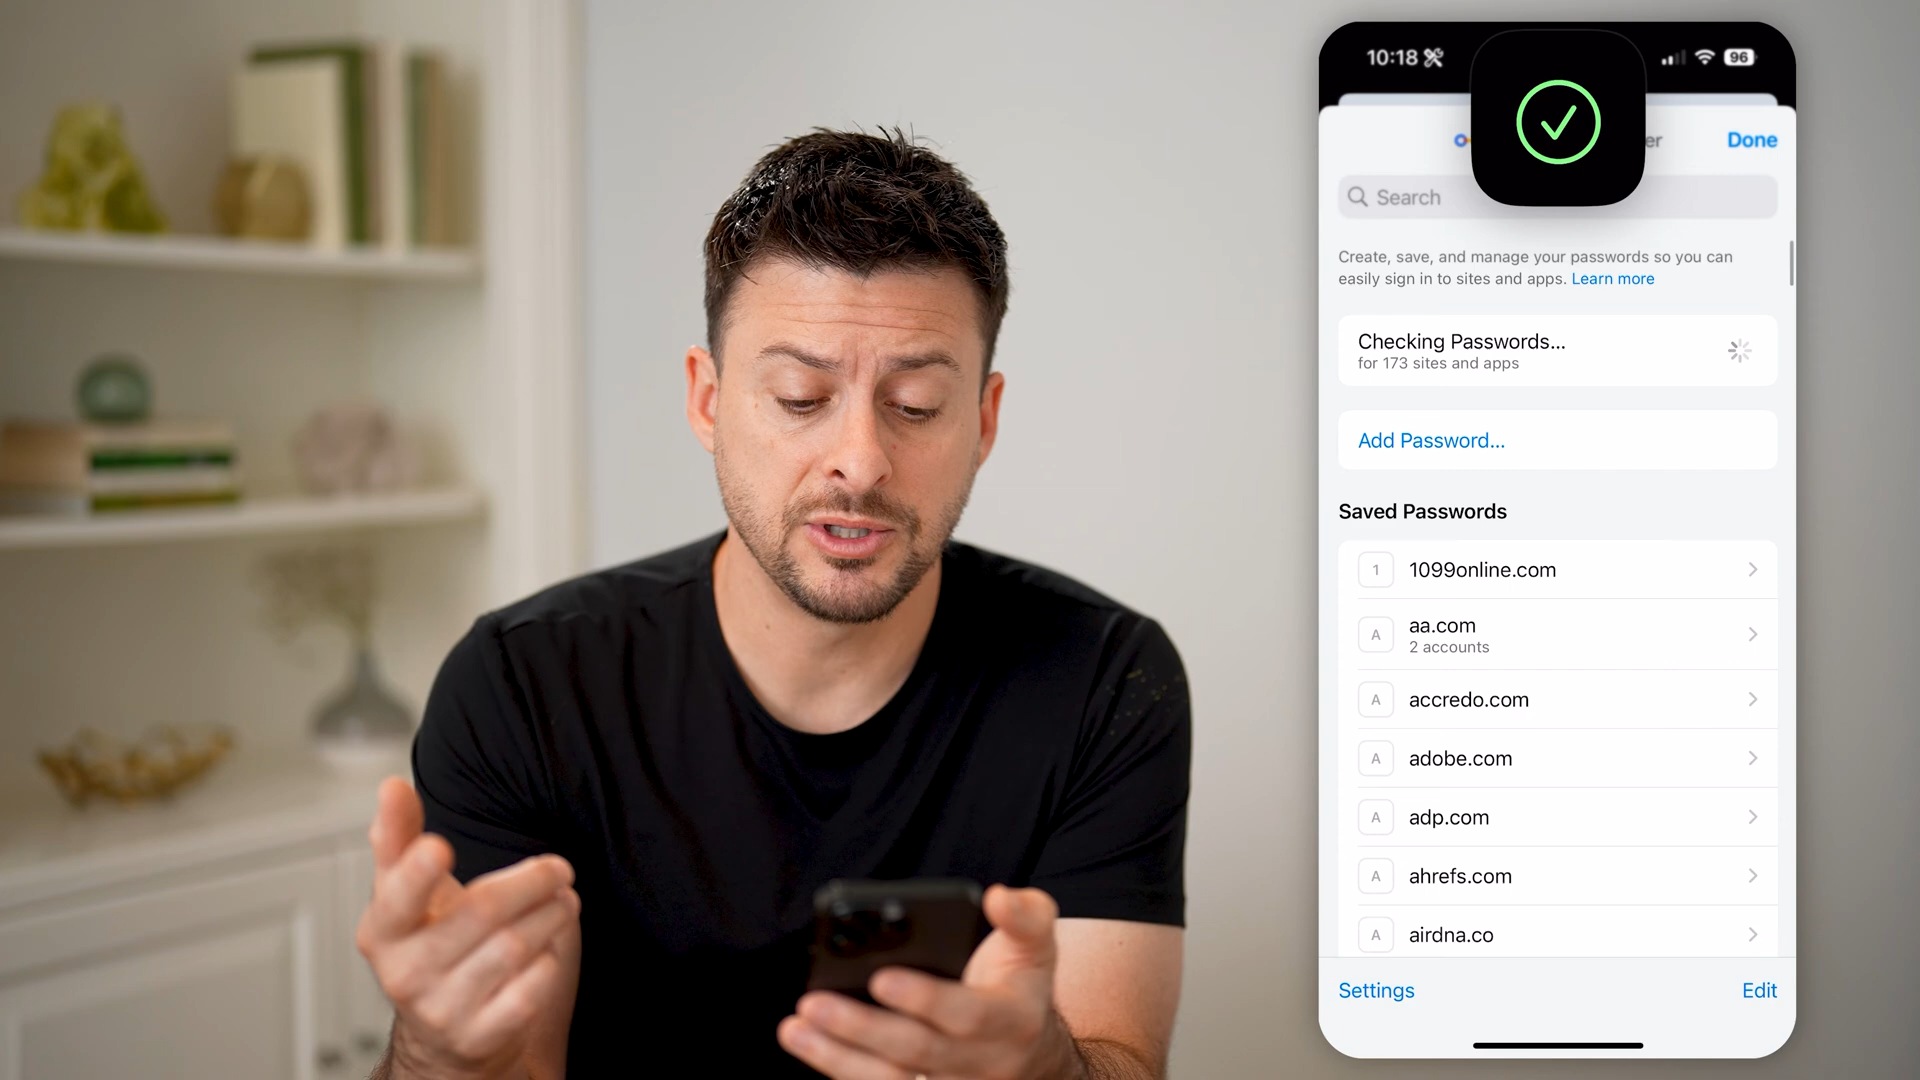 10:18
96
er
Done
Search
Create, save, and manage your passwords so you can
easily sign in to sites and apps. Learn more
Checking Passwords...
for 173 sites and apps
Add Password...
Saved Passwords
1
1099online.com
A
aa.com
2 accounts
A
accredo.com
A
adobe.com
A
adp.com
A
ahrefs.com
A
airdna.co
Settings
Edit